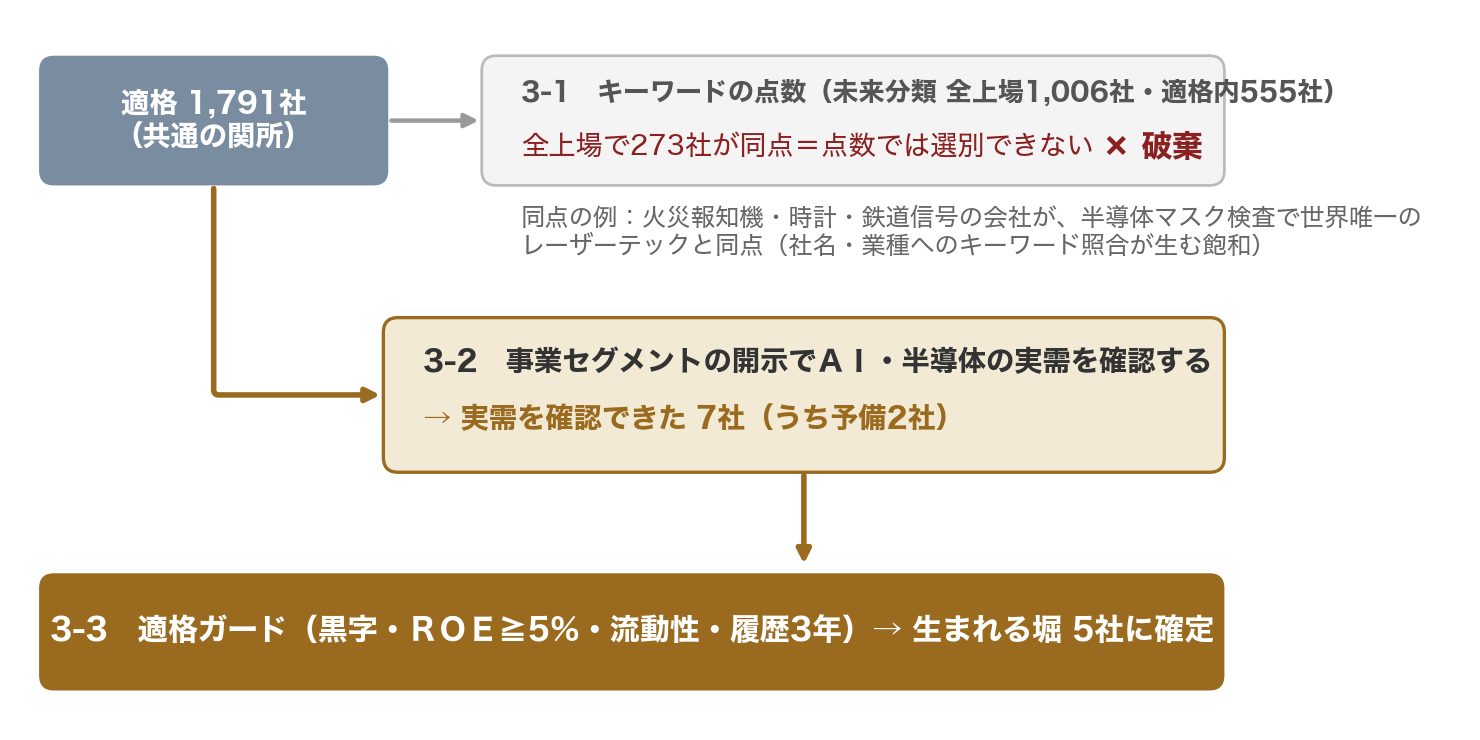 適格 1,791社
（共通の関所）
3-1　キーワードの点数（未来分類 全上場1,006社・適格内555社）
全上場で273社が同点＝点数では選別できない × 破棄
同点の例：火災報知機・時計・鉄道信号の会社が、半導体マスク検査で世界唯一の
レーザーテックと同点（社名・業種へのキーワード照合が生む飽和）
3-2　事業セグメントの開示でＡＩ・半導体の実需を確認する
→ 実需を確認できた 7社（うち予備2社）
3-3　適格ガード（黒字・ＲＯＥ≧5%・流動性・履歴3年）→ 生まれる堀 5社に確定